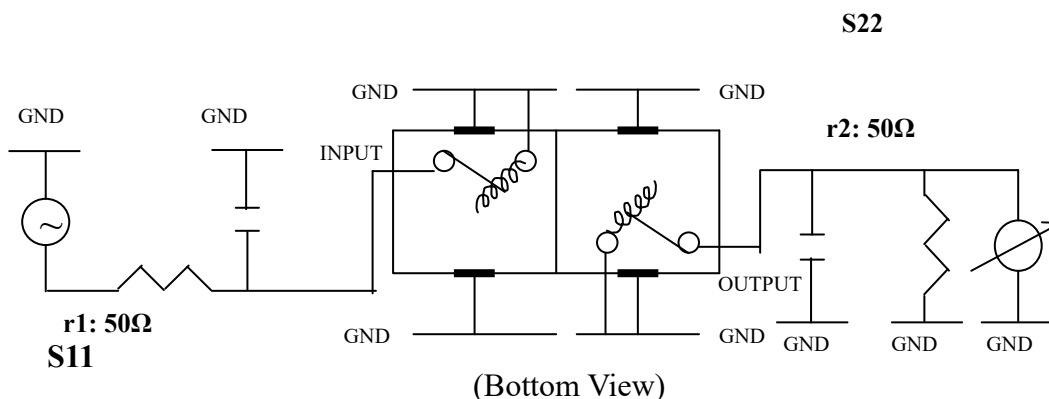 S22
GND
GND
GND
GND
r2: 50Ω
INPUT
~
OUTPUT
r1: 50Ω
GND
GND
GND
GND
GND
S11
(Bottom View)